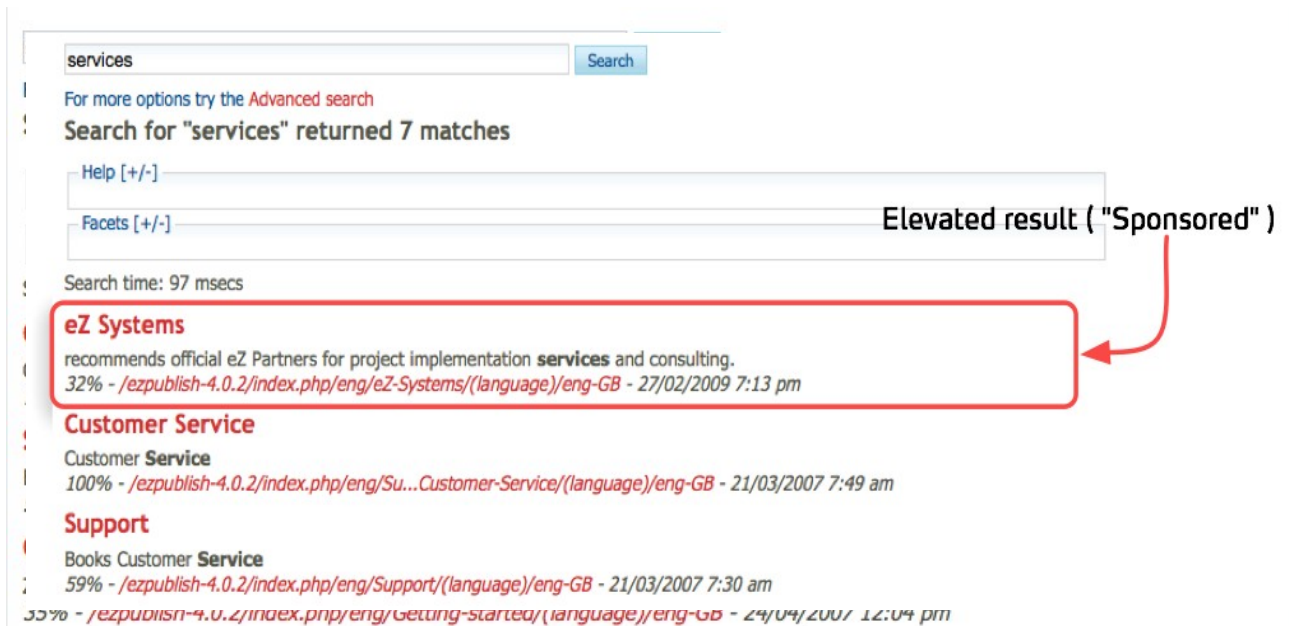 services
Search
For more options try the Advanced search
Search for "services" returned 7 matches
Help [+/-]
Facets [+/-]
Elevated result ( "Sponsored" )
Search time: 97 msecs
eZ Systems
recommends official eZ Partners for project implementation services and consulting.
32% - /ezpublish-4.0.2/index.php/eng/eZ-Systems/(language)/eng-GB - 27/02/2009 7:13 pm
Customer Service
Customer Service
100% - /ezpublish-4.0.2/index.php/eng/Su...Customer-Service/(language)/eng-GB - 21/03/2007 7:49 am
Support
Books Customer Service
59% - /ezpublish-4.0.2/index.php/eng/Support/(language)/eng-GB - 21/03/2007 7:30 am
35% - /ezpublish-4.0.2/index.php/eng/Getting-started/(language)/eng-GB - 24/04/2007 12:04 pm